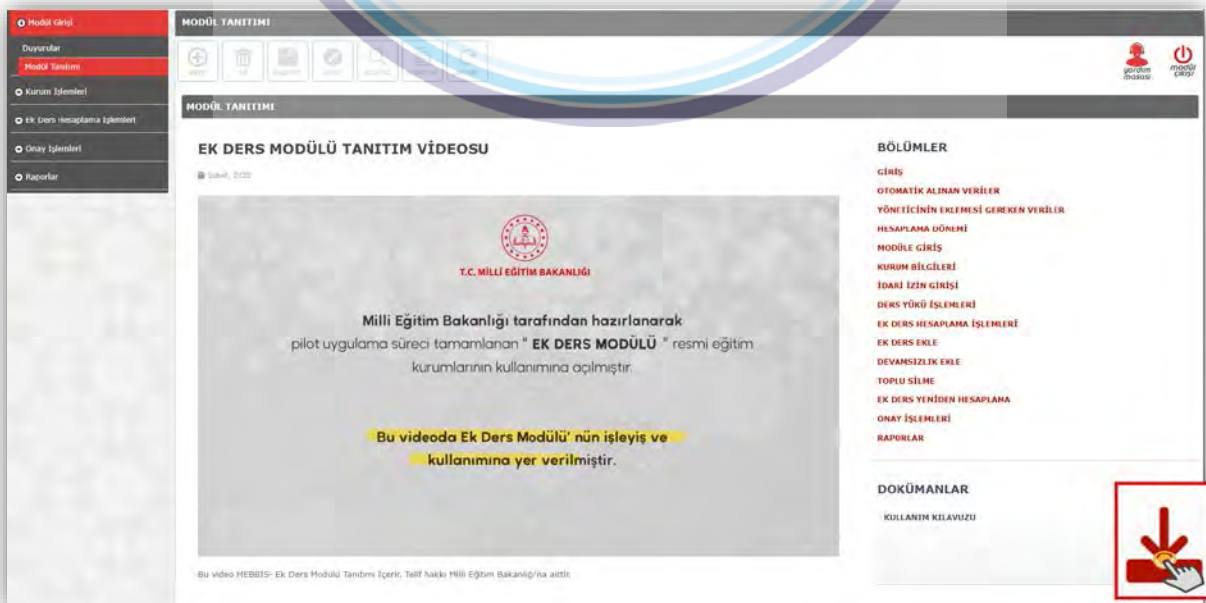 Modül Girişi
Duyurular
Modül Tanıtımı
Kurum İşlemleri
Ek Ders Hesaplama İşlemleri
Onay İşlemleri
Raporlar
MODÜL TANITIMI
yardım
masası
modül
çıkışı
MODÜL TANITIMI
EK DERS MODÜLÜ TANITIM VİDEOSU
T.C. MİLLİ EĞİTİM BAKANLIĞI
Milli Eğitim Bakanlığı tarafından hazırlanarak
pilot uygulama süreci tamamlanan " EK DERS MODÜLÜ " resmi eğitim
kurumlarının kullanımına açılmıştır.
Bu videoda Ek Ders Modülü' nün işleyiş ve
kullanımına yer verilmiştir.
Bu video MEBBİS- Ek Ders Modülü Tanıtımı İçerir. Telif hakkı Milli Eğitim Bakanlığı'na aittir.
BÖLÜMLER
GİRİŞ
OTOMATİK ALINAN VERİLER
YÖNETİCİNİN EKLEMESİ GEREKEN VERİLER
HESAPLAMA DÖNEMİ
MODÜLE GİRİŞ
KURUM BİLGİLERİ
İDARİ İZİN GİRİŞİ
DERS YÜKÜ İŞLEMLERİ
EK DERS HESAPLAMA İŞLEMLERİ
EK DERS EKLE
DEVAMSIZLIK EKLE
TOPLU SİLME
EK DERS YENİDEN HESAPLAMA
ONAY İŞLEMLERİ
RAPORLAR
DOKÜMANLAR
KULLANIM KILAVUZU